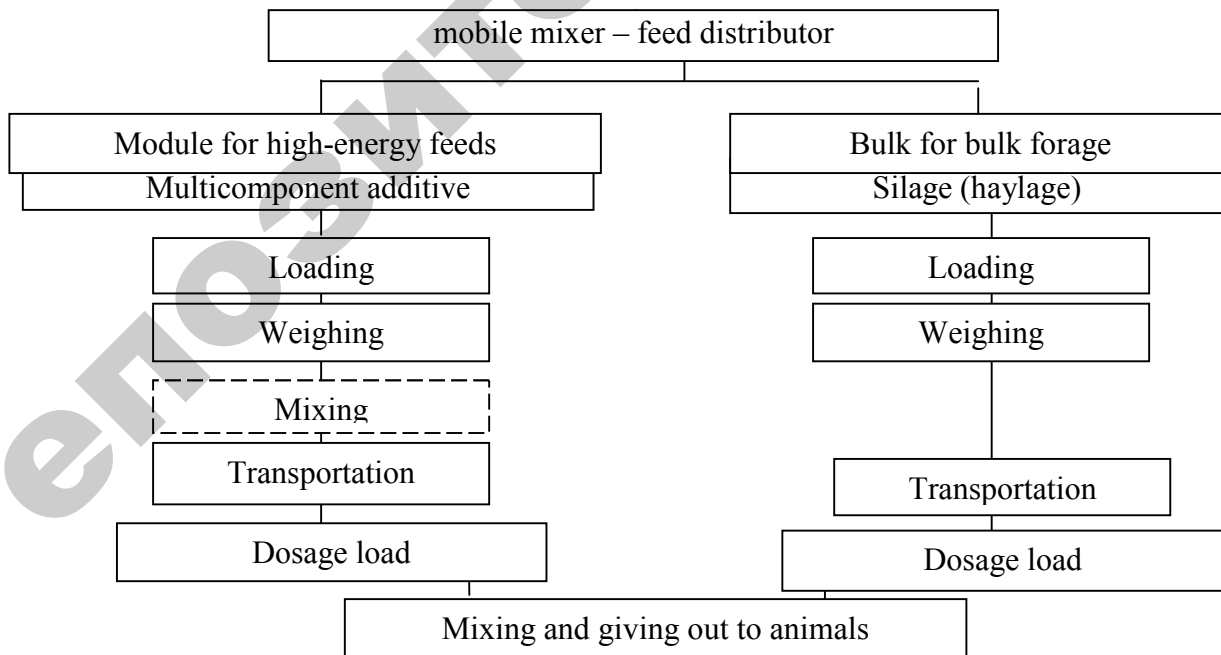 mobile mixer – feed distributor
Module for high-energy feeds
Multicomponent additive
Loading
Weighing
Mixing
Transportation
Dosage load
Bulk for bulk forage
Silage (haylage)
Loading
Weighing
Transportation
Dosage load
Mixing and giving out to animals